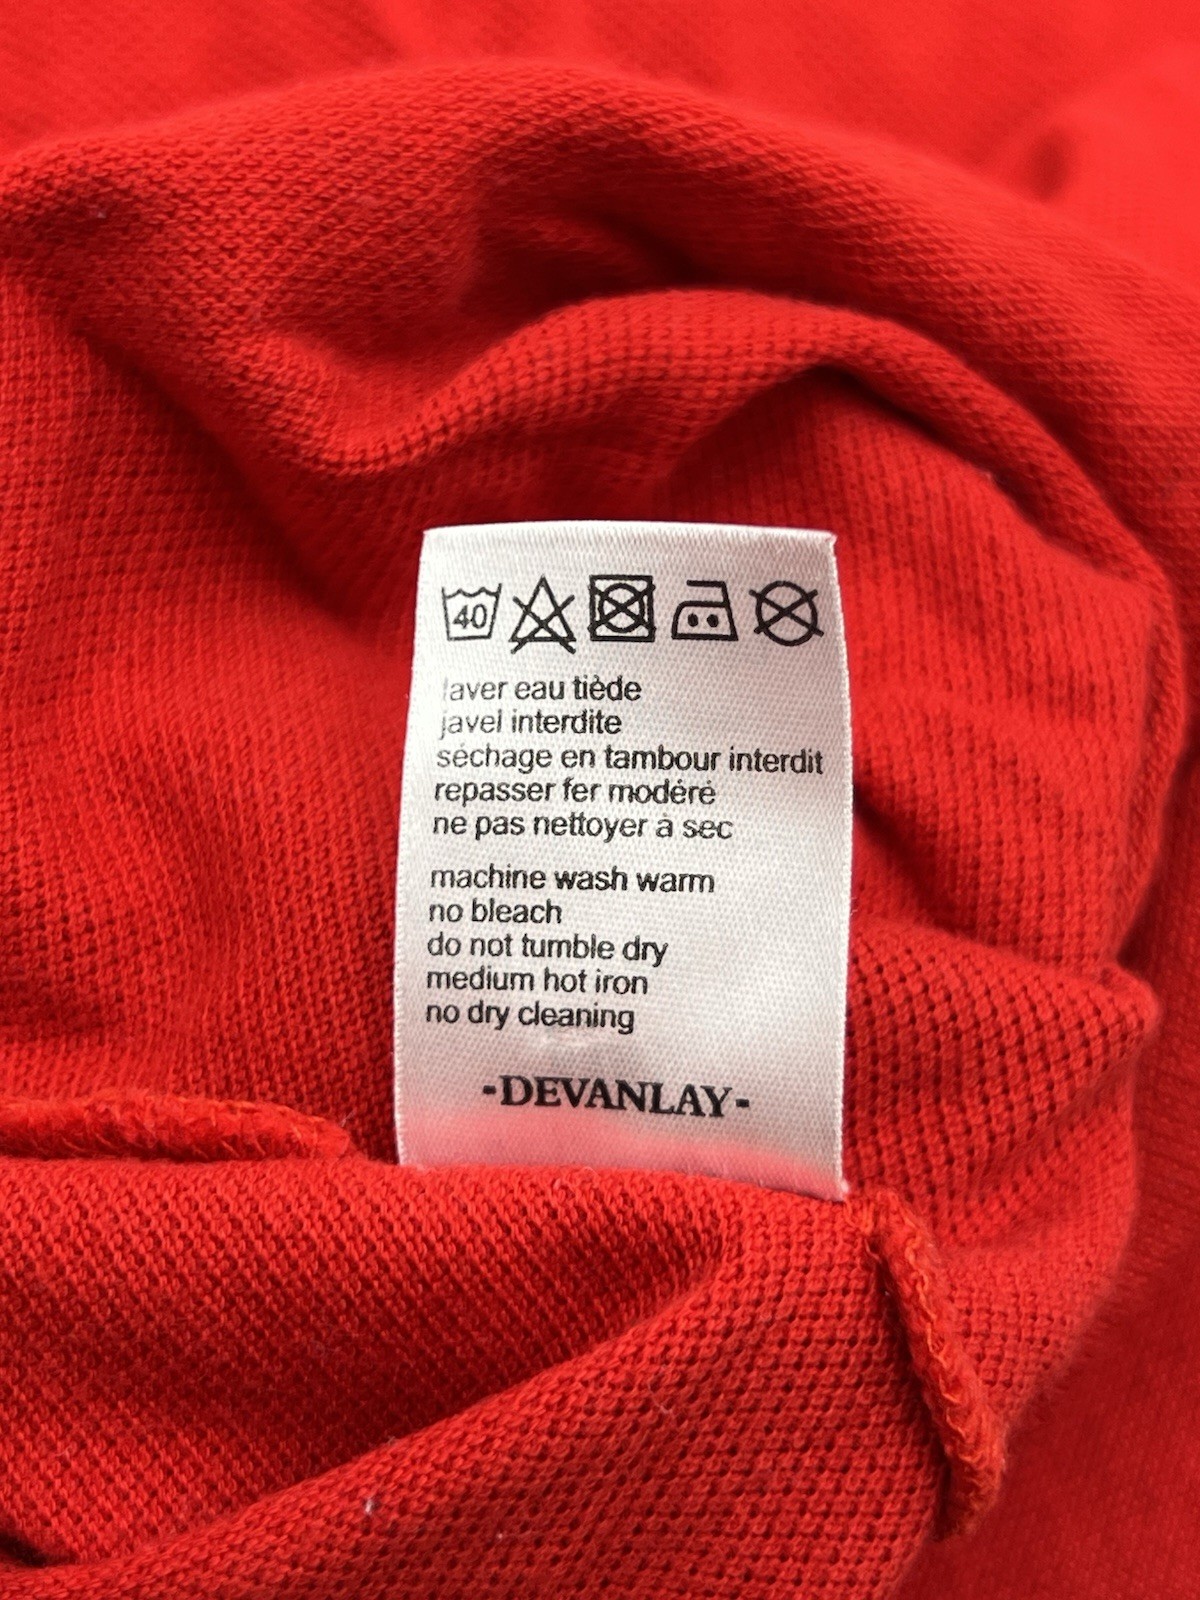 40
laver eau tiède
javel interdite
séchage en tambour interdit
repasser fer modéré
ne pas nettoyer à sec
machine wash warm
no bleach
do not tumble dry
medium hot iron
no dry cleaning
-DEVANLAY-